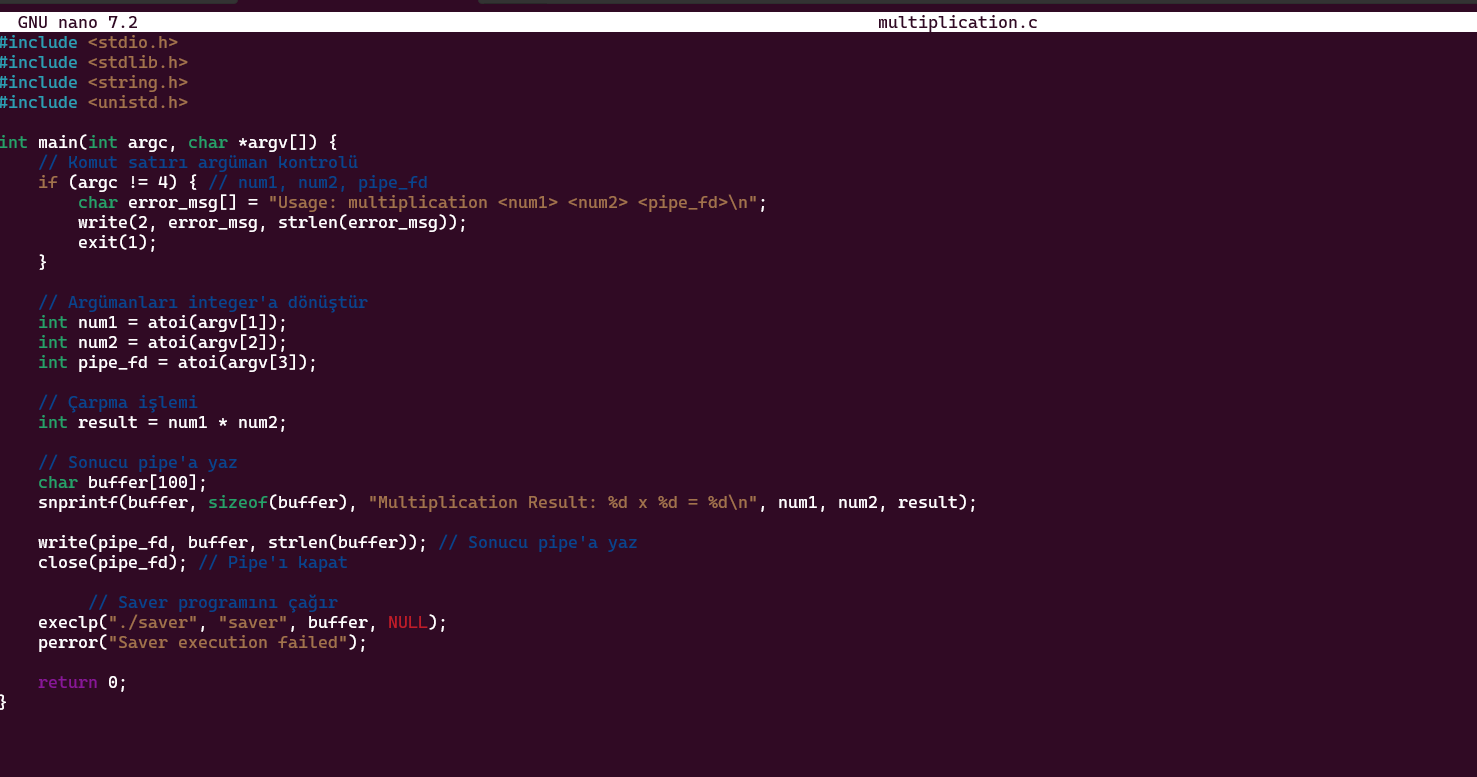 GNU nano 7.2 multiplication.c
#include <stdio.h>
#include <stdlib.h>
#include <string.h>
#include <unistd.h>
int main(int argc, char *argv[]) {
    // Komut satırı argüman kontrolü
    if (argc != 4) { // num1, num2, pipe_fd
        char error_msg[] = "Usage: multiplication <num1> <num2> <pipe_fd>\n";
        write(2, error_msg, strlen(error_msg));
        exit(1);
    }
    // Argümanları integer'a dönüştür
    int num1 = atoi(argv[1]);
    int num2 = atoi(argv[2]);
    int pipe_fd = atoi(argv[3]);
    // Çarpma işlemi
    int result = num1 * num2;
    // Sonucu pipe'a yaz
    char buffer[100];
    snprintf(buffer, sizeof(buffer), "Multiplication Result: %d x %d = %d\n", num1, num2, result);
    write(pipe_fd, buffer, strlen(buffer)); // Sonucu pipe'a yaz
    close(pipe_fd); // Pipe'ı kapat
         // Saver programını çağır
    execlp("./saver", "saver", buffer, NULL);
    perror("Saver execution failed");
    return 0;
}